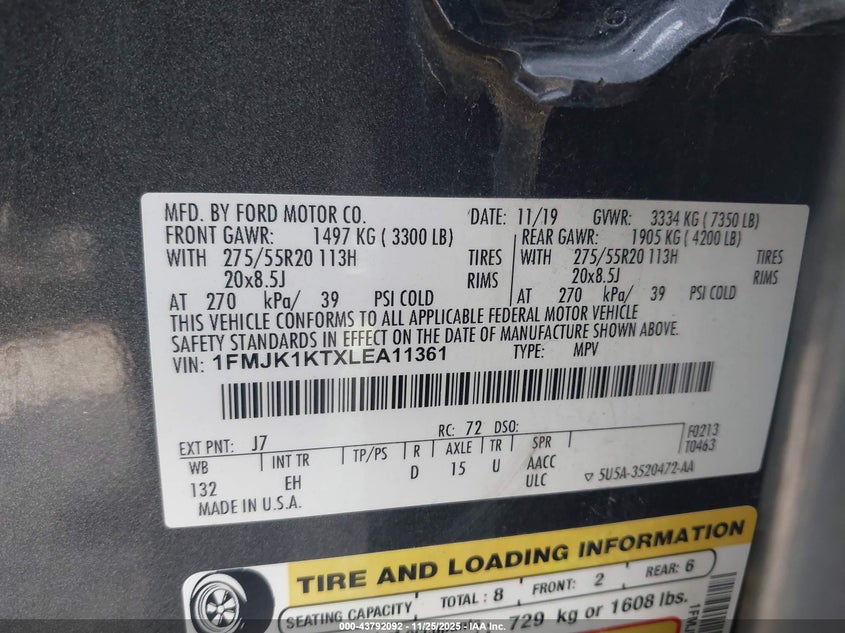 MFD. BY FORD MOTOR CO. DATE: 11/19 GVWR: 3334 KG ( 7350 LB)
FRONT GAWR: 1497 KG ( 3300 LB) REAR GAWR: 1905 KG ( 4200 LB)
WITH 275/55R20 113H TIRES WITH 275/55R20 113H TIRES
20x8.5J RIMS 20x8.5J RIMS
AT 270 kPa/ 39 PSI COLD AT 270 kPa/ 39 PSI COLD
THIS VEHICLE CONFORMS TO ALL APPLICABLE FEDERAL MOTOR VEHICLE
SAFETY STANDARDS IN EFFECT ON THE DATE OF MANUFACTURE SHOWN ABOVE.
VIN: 1FMJK1KTXLEA11361 TYPE: MPV
EXT PNT: J7 RC: 72 DSO: F0213
T0463
WB INT TR TP/PS R AXLE TR SPR
132 EH D 15 U AACC
ULC 5U5A-3520472-AA
MADE IN U.S.A.
TIRE AND LOADING INFORMATION
SEATING CAPACITY TOTAL : 8 FRONT: 2 REAR: 6
729 kg or 1608 lbs.
1FMJ
000-43792092 — 11/25/2025 - IAA Inc.